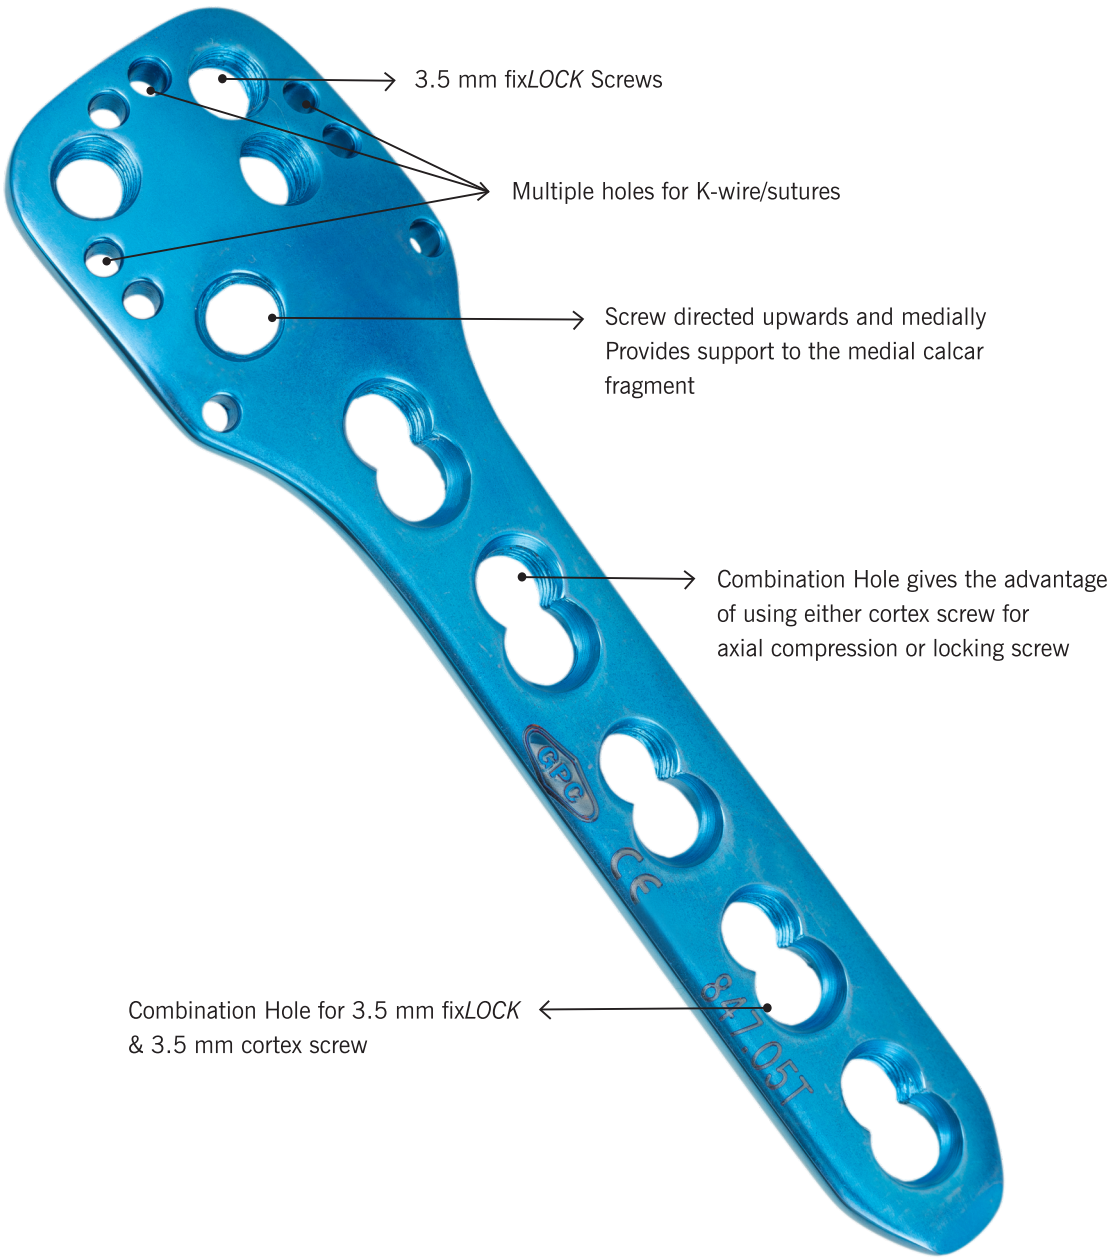 3.5 mm fixLOCK Screws
Multiple holes for K-wire/sutures
Screw directed upwards and medially
Provides support to the medial calcar
fragment
Combination Hole gives the advantage
of using either cortex screw for
axial compression or locking screw
GPC
CE
847.05T
Combination Hole for 3.5 mm fixLOCK
& 3.5 mm cortex screw